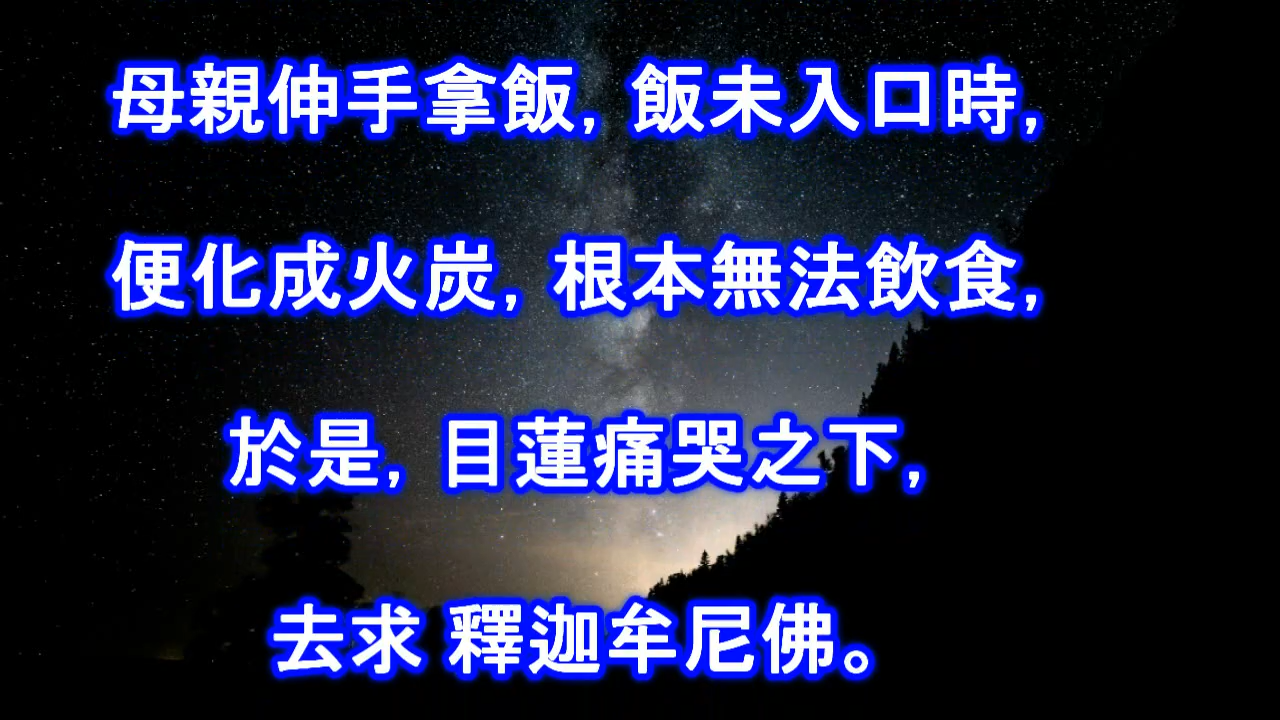 母親伸手拿飯, 飯未入口時,
便化成火炭, 根本無法飲食,
於是, 目蓮痛哭之下,
去求 釋迦牟尼佛。